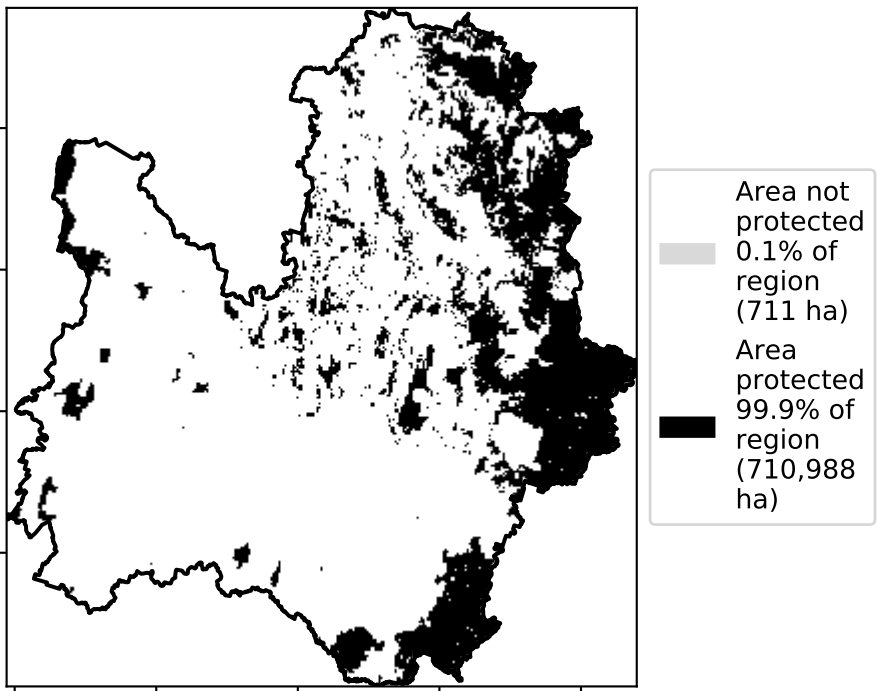 Area not
protected
0.1% of
region
(711 ha)
Area
protected
99.9% of
region
(710,988
ha)